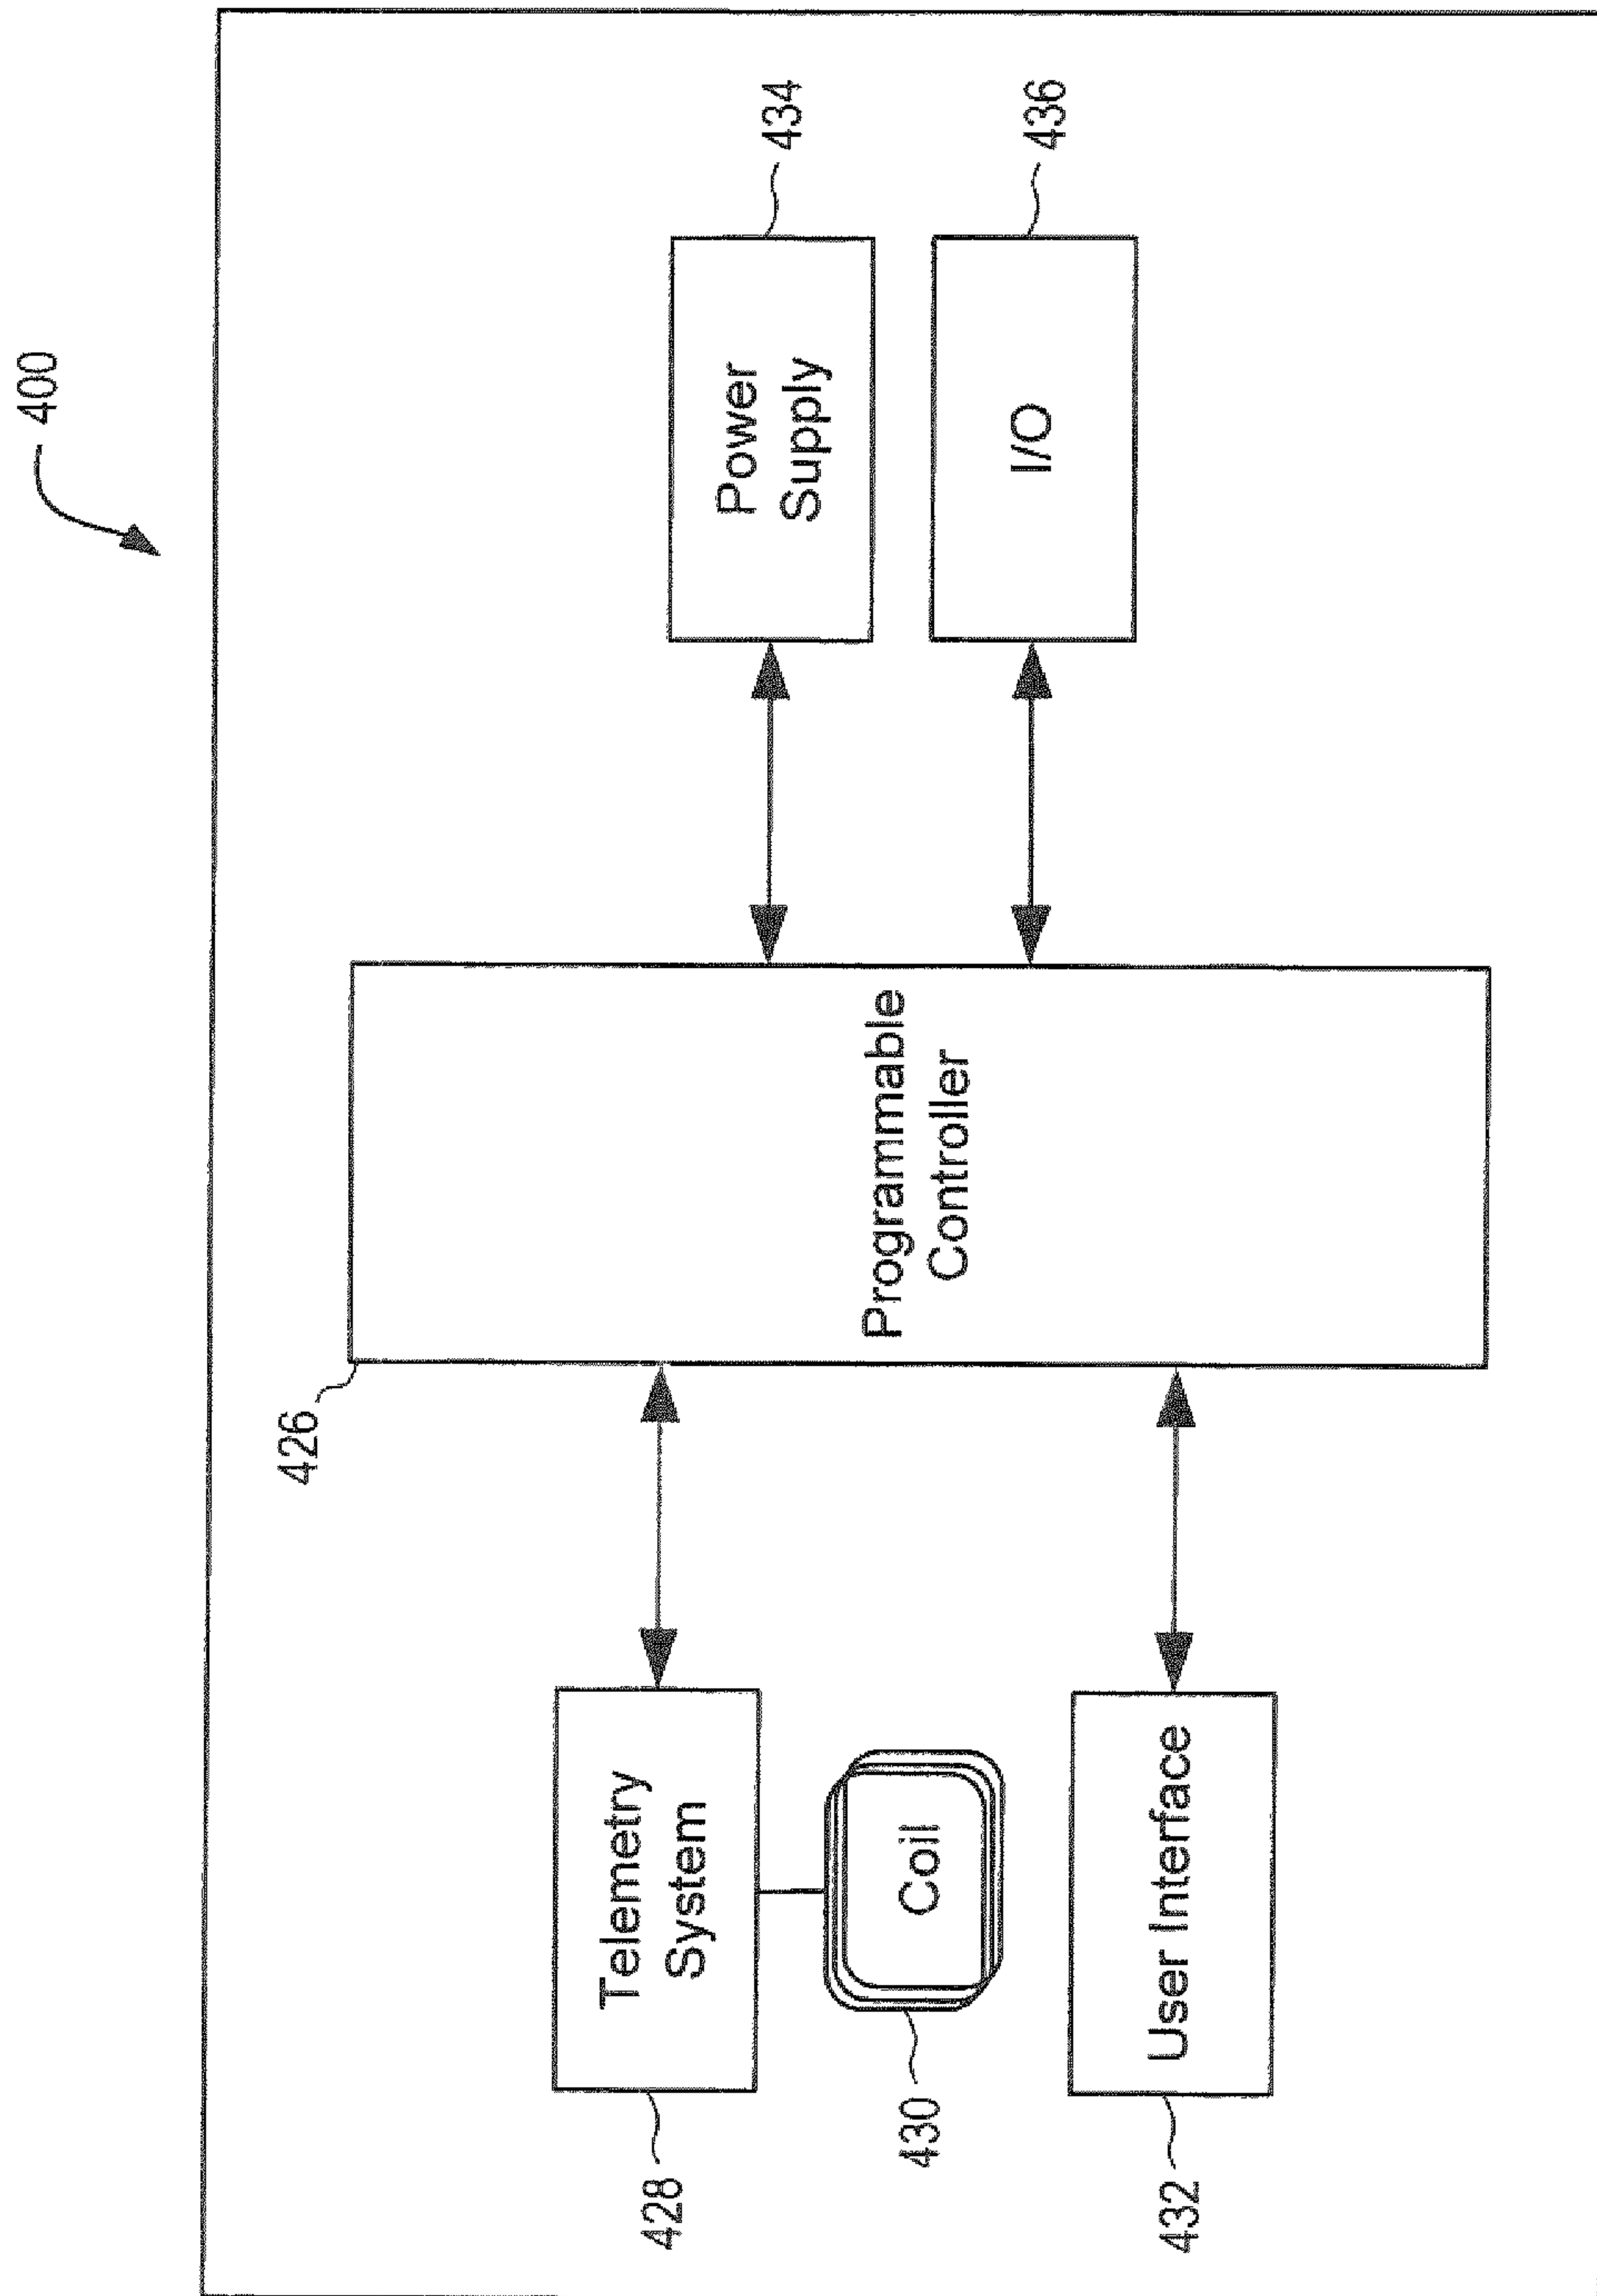 400
426
428
Telemetry
System
430
Coil
432
User Interface
Programmable
Controller
Power
Supply
434
I/O
436